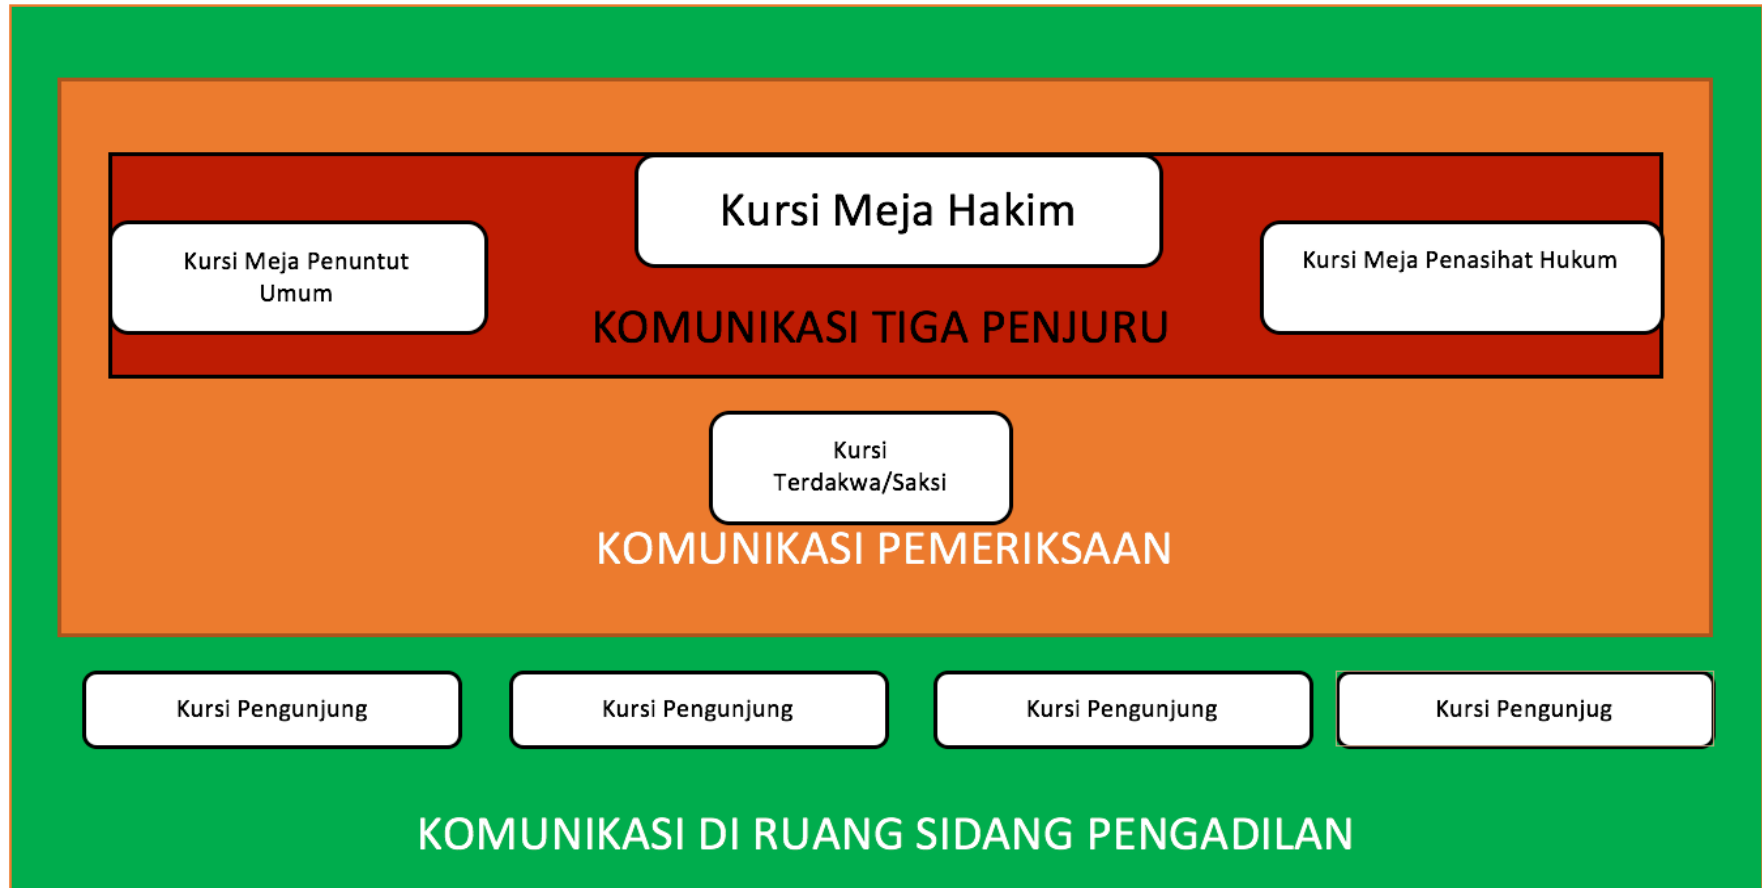 Kursi Meja Hakim
Kursi Meja Penuntut
Umum
Kursi Meja Penasihat Hukum
KOMUNIKASI TIGA PENJURU
Kursi
Terdakwa/Saksi
KOMUNIKASI PEMERIKSAAN
Kursi Pengunjung
Kursi Pengunjung
Kursi Pengunjung
Kursi Pengunjug
KOMUNIKASI DI RUANG SIDANG PENGADILAN